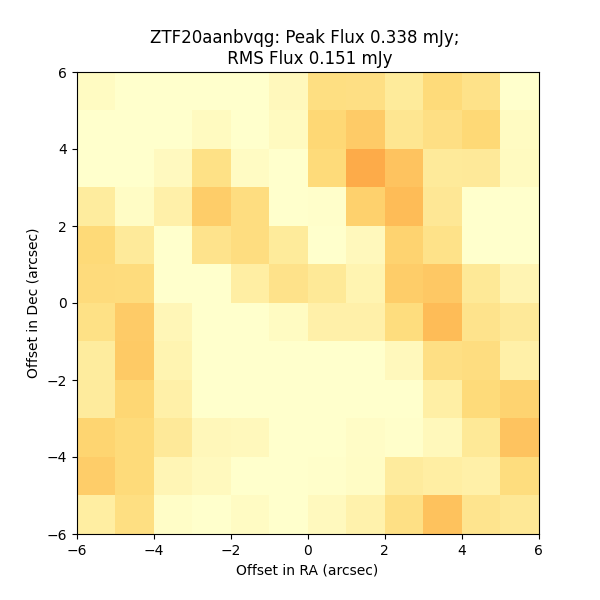 ZTF20aanbvqg: Peak Flux 0.338 mJy;
RMS Flux 0.151 mJy
6
4
2
0
−2
−4
−6
Offset in Dec (arcsec)
−6 −4 −2 0 2 4 6
Offset in RA (arcsec)